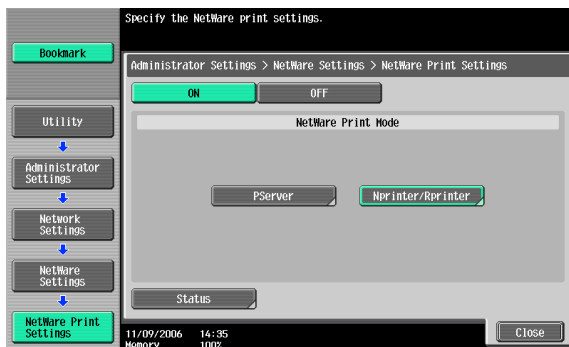 Specify the NetWare print settings.
Bookmark
Administrator Settings > NetWare Settings > NetWare Print Settings
ON
OFF
NetWare Print Mode
PServer
Nprinter/Rprinter
Utility
Administrator
Settings
Network
Settings
NetWare
Settings
NetWare Print
Settings
Status
11/09/2006 14:35
Memory 100%
Close